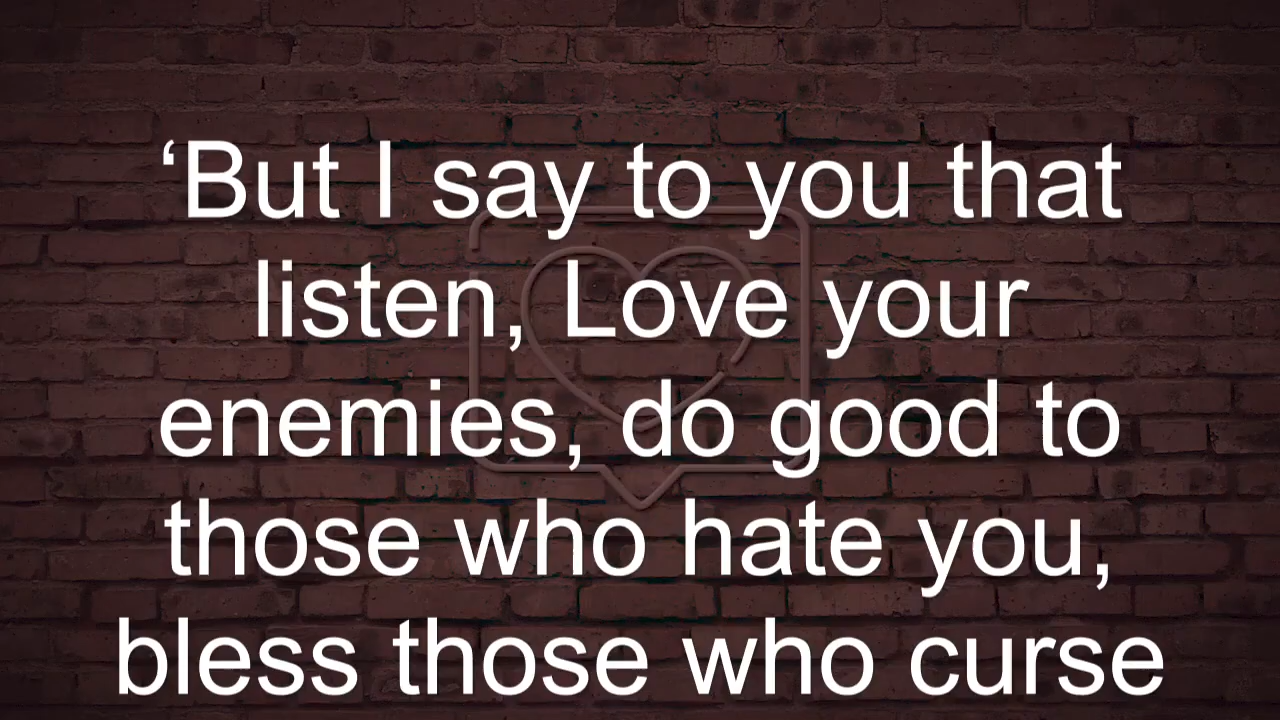 ‘But I say to you that
listen, Love your
enemies, do good to
those who hate you,
bless those who curse